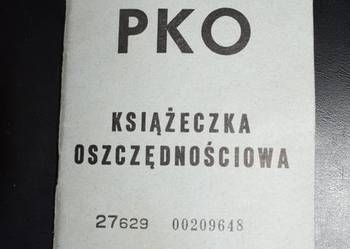 PKO
KSIĄŻECZKA
OSZCZĘDNOŚCIOWA
27629 00209648